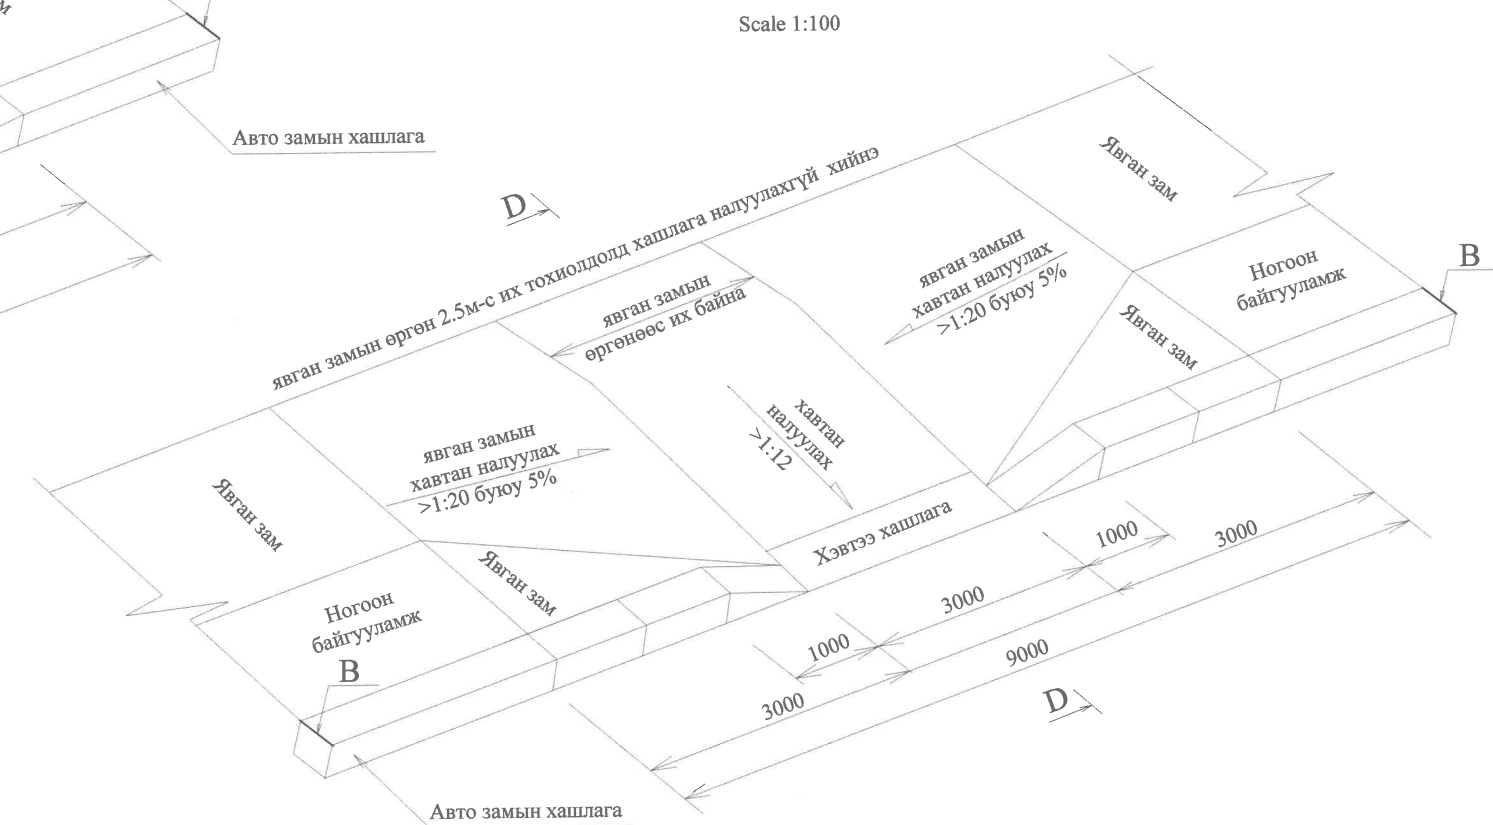 Scale 1:100
Авто замын хашлага
D
явган замын өргөн 2.5м-с их тохиолдолд хашлага налуулахгүй хийнэ
Явган зам
явган замын
өргөнөөс их байна
явган замын
хавтан налуулах
>1:20 буюу 5%
Ногоон
байгууламж
B
Явган зам
хавтан
налуулах
>1:12
явган замын
хавтан налуулах
>1:20 буюу 5%
Явган зам
Хэвтээ хашлага
Явган зам
Ногоон
байгууламж
B
1000
3000
3000
1000
9000
3000
D
Авто замын хашлага